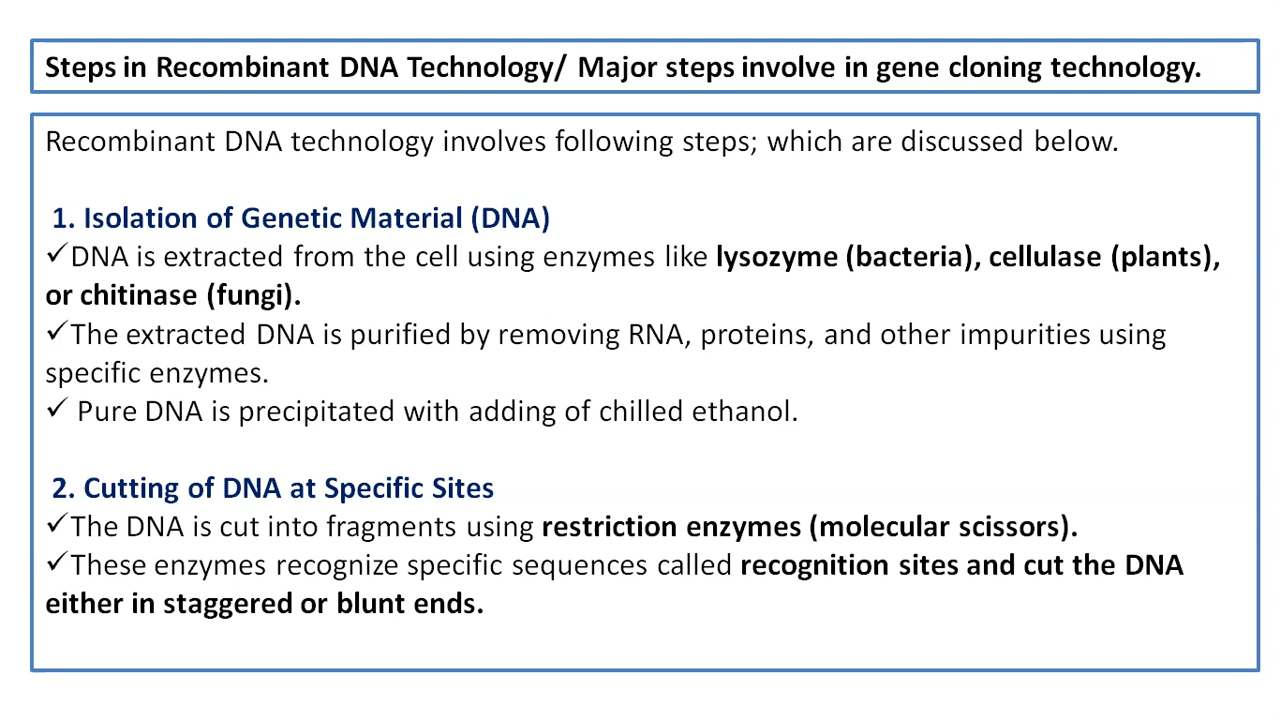 Steps in Recombinant DNA Technology/ Major steps involve in gene cloning technology.
Recombinant DNA technology involves following steps; which are discussed below.
1. Isolation of Genetic Material (DNA)
✓DNA is extracted from the cell using enzymes like lysozyme (bacteria), cellulase (plants),
or chitinase (fungi).
✓The extracted DNA is purified by removing RNA, proteins, and other impurities using
specific enzymes.
✓ Pure DNA is precipitated with adding of chilled ethanol.
2. Cutting of DNA at Specific Sites
✓The DNA is cut into fragments using restriction enzymes (molecular scissors).
✓These enzymes recognize specific sequences called recognition sites and cut the DNA
either in staggered or blunt ends.